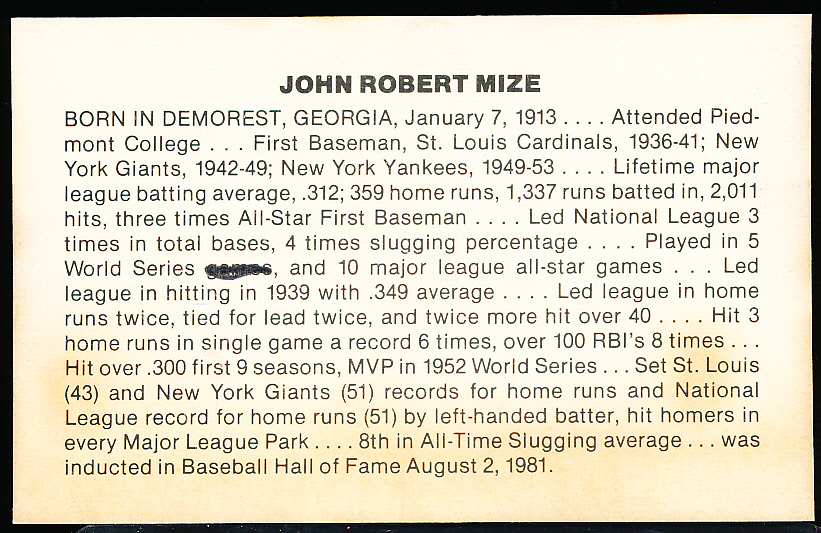 JOHN ROBERT MIZE
BORN IN DEMOREST, GEORGIA, January 7, 1913 . . . . Attended Pied-
mont College . . . First Baseman, St. Louis Cardinals, 1936-41; New
York Giants, 1942-49; New York Yankees, 1949-53 . . . . Lifetime major
league batting average, .312; 359 home runs, 1,337 runs batted in, 2,011
hits, three times All-Star First Baseman . . . . Led National League 3
times in total bases, 4 times slugging percentage . . . . Played in 5
World Series , and 10 major league all-star games . . . Led
league in hitting in 1939 with .349 average . . . . Led league in home
runs twice, tied for lead twice, and twice more hit over 40 . . . . Hit 3
home runs in single game a record 6 times, over 100 RBI's 8 times . . .
Hit over .300 first 9 seasons, MVP in 1952 World Series . . . Set St. Louis
(43) and New York Giants (51) records for home runs and National
League record for home runs (51) by left-handed batter, hit homers in
every Major League Park . . . . 8th in All-Time Slugging average . . . was
inducted in Baseball Hall of Fame August 2, 1981.